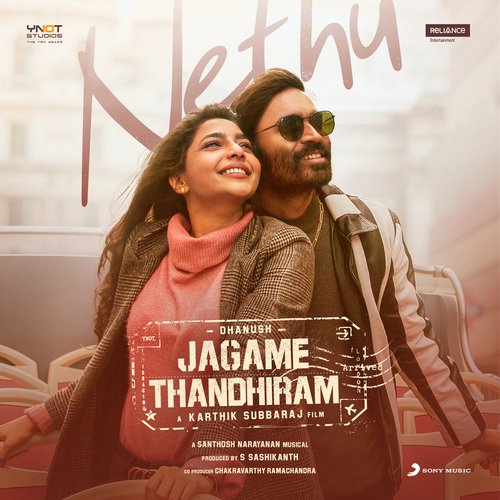 YNOT
STUDIOS
THE TEN YEARS
RELIANCE
Entertainment
Nethu
DHANUSH
JAGAME
THANDHIRAM
A KARTHIK SUBBARAJ FILM
YNOT
LONDON
Arrived
A SANTHOSH NARAYANAN MUSICAL
PRODUCED BY S SASHIKANTH
CO PRODUCER CHAKRAVARTHY RAMACHANDRA
SONY MUSIC